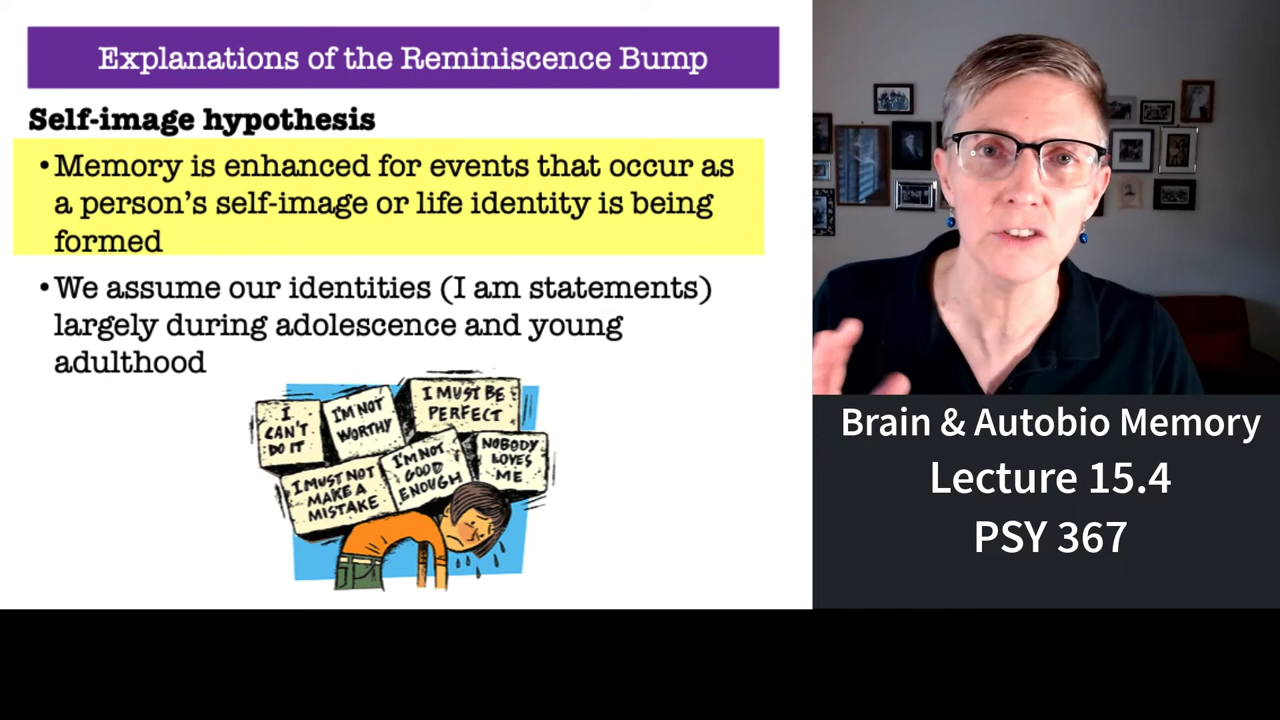 Explanations of the Reminiscence Bump
Self-image hypothesis
•Memory is enhanced for events that occur as
a person's self-image or life identity is being
formed
•We assume our identities (I am statements)
largely during adolescence and young
adulthood
I
CAN'T
DO IT
I'M NOT
WORTHY
I MUST BE
PERFECT
I MUST NOT
MAKE A
MISTAKE
I'M NOT
GOOD
ENOUGH
NOBODY
LOVES
ME
Brain & Autobio Memory
Lecture 15.4
PSY 367